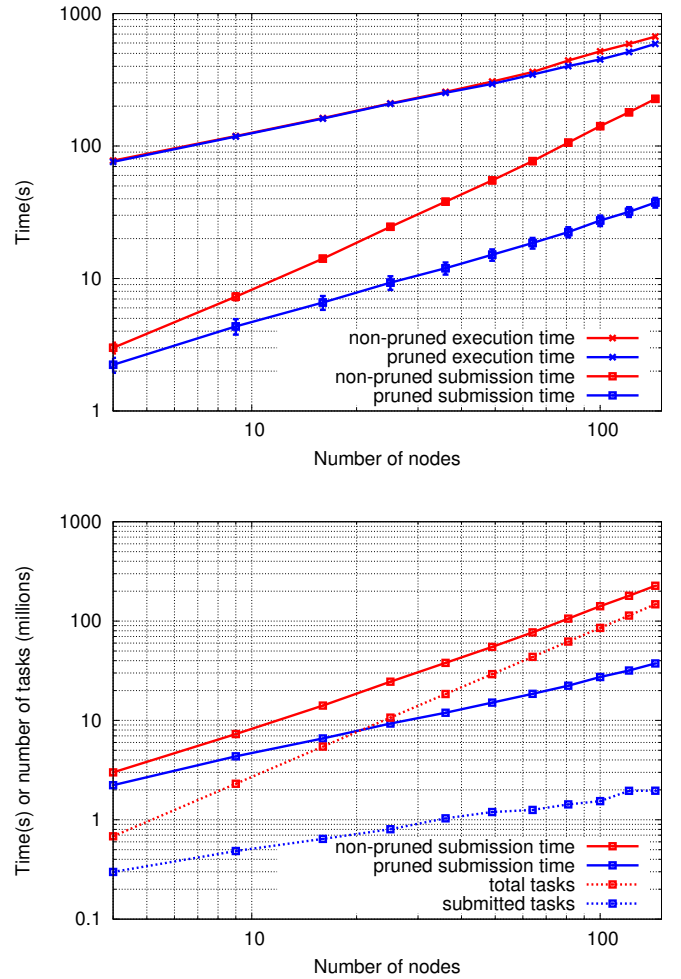 1000
100
10
1
Time(s)
non-pruned execution time
pruned execution time
non-pruned submission time
pruned submission time
10 100
Number of nodes
1000
100
10
1
0.1
Time(s) or number of tasks (millions)
non-pruned submission time
pruned submission time
total tasks
submitted tasks
10 100
Number of nodes